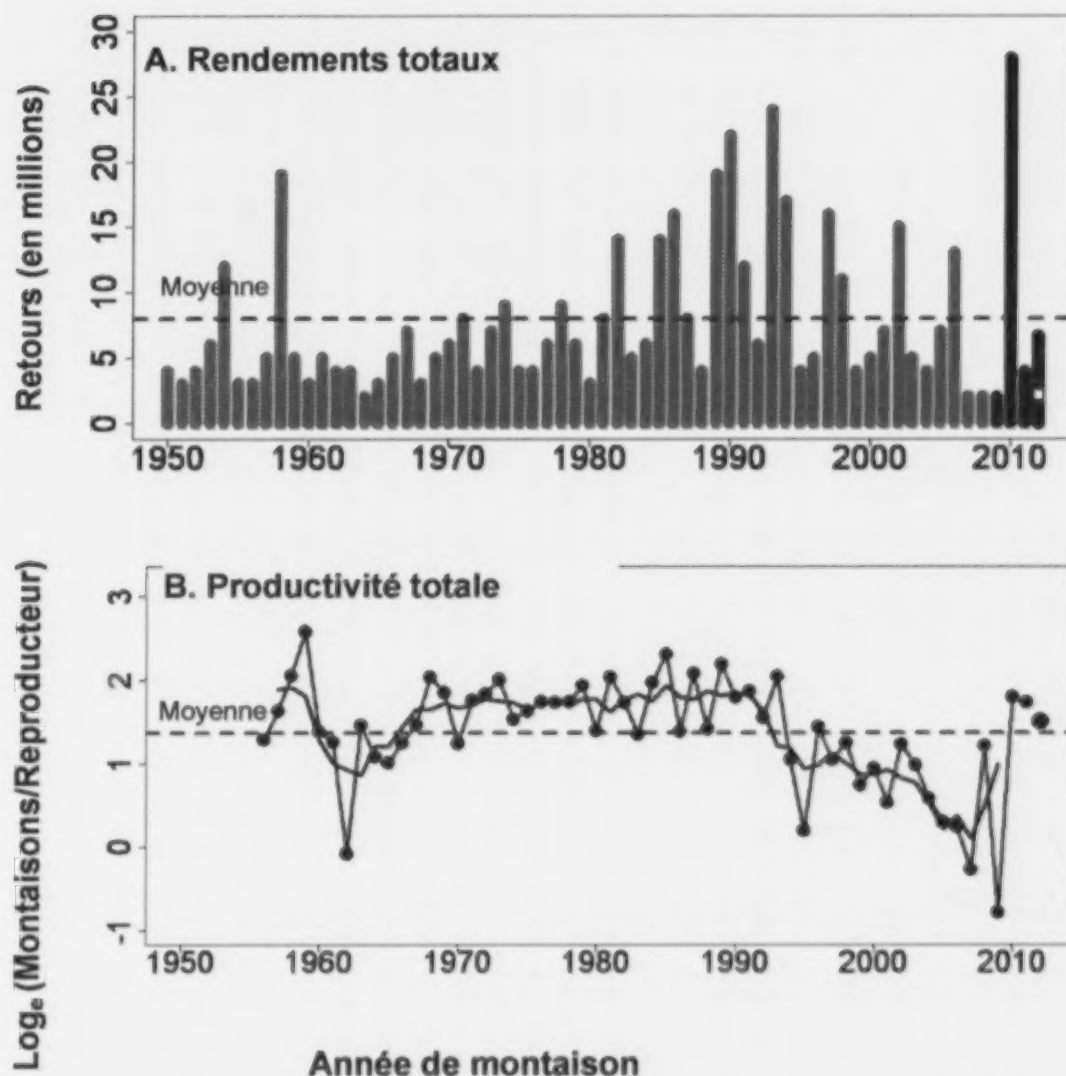 A. Rendements totaux
Retours (en millions)
30
25
20
15
10
5
0
Moyenne
1950 1960 1970 1980 1990 2000 2010
B. Productivité totale
Logₑ (Montaisons/Reproducteur)
3
2
1
0
-1
Moyenne
1950 1960 1970 1980 1990 2000 2010
Année de montaison